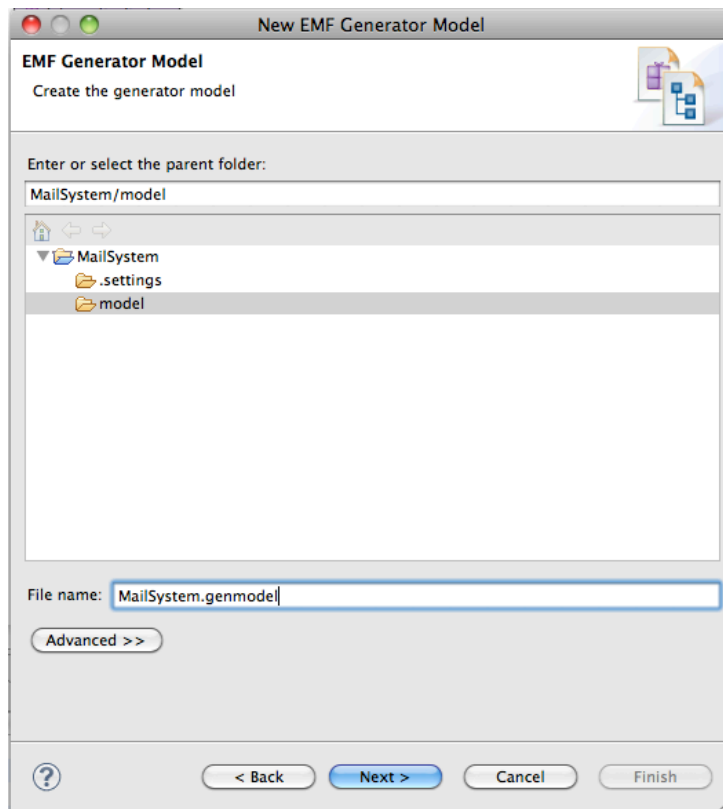 New EMF Generator Model
EMF Generator Model
Create the generator model
Enter or select the parent folder:
MailSystem/model
MailSystem
.settings
model
File name: MailSystem.genmodel
Advanced >>
? < Back Next > Cancel Finish